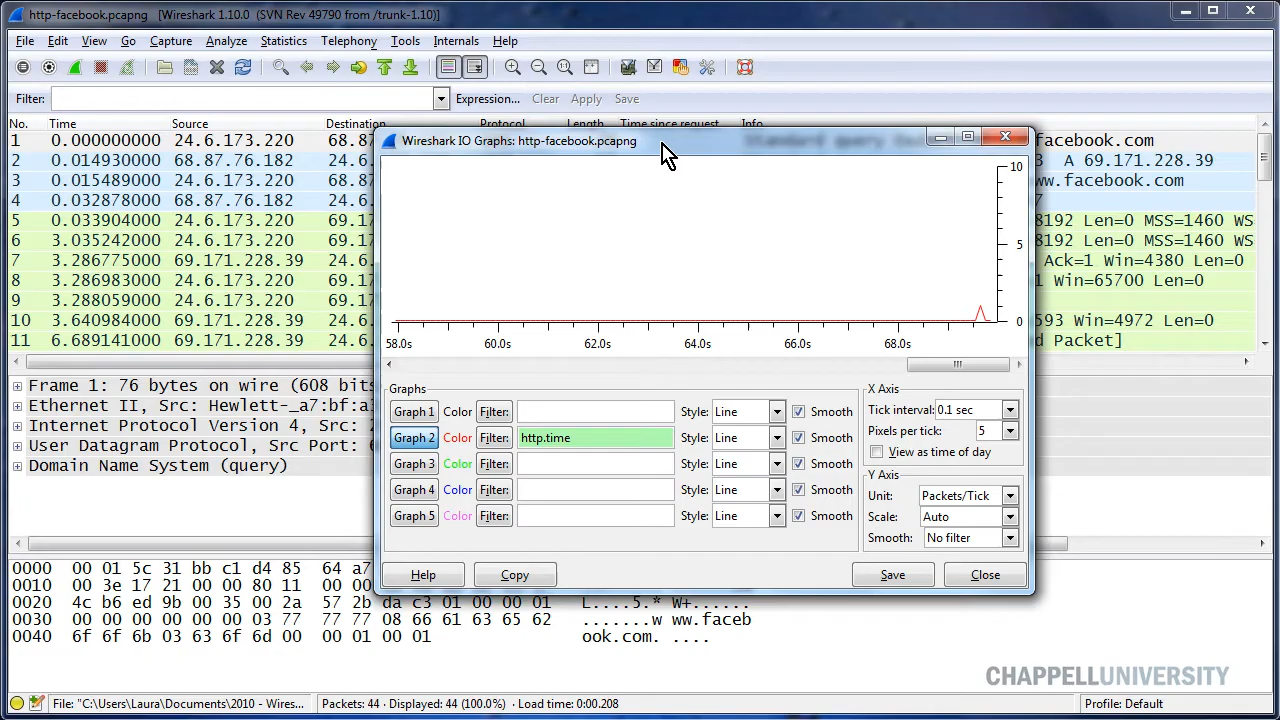 http-facebook.pcapng [Wireshark 1.10.0 (SVN Rev 49790 from /trunk-1.10)]
File Edit View Go Capture Analyze Statistics Telephony Tools Internals Help
Filter: Expression... Clear Apply Save
No. Time Source Destination Protocol Length Time since request Info
1 0.000000000 24.6.173.220 68.87 .facebook.com
2 0.014930000 68.87.76.182 24.6. 3 A 69.171.228.39
3 0.015489000 24.6.173.220 68.87 ww.facebook.com
4 0.032878000 68.87.76.182 24.6.
5 0.033904000 24.6.173.220 69.17 8192 Len=0 MSS=1460 WS
6 3.035242000 24.6.173.220 69.17 8192 Len=0 MSS=1460 WS
7 3.286775000 69.171.228.39 24.6. Ack=1 Win=4380 Len=0
8 3.286983000 24.6.173.220 69.17 1 Win=65700 Len=0
9 3.288059000 24.6.173.220 69.17
10 3.640984000 69.171.228.39 24.6. 593 Win=4972 Len=0
11 6.689141000 69.171.228.39 24.6. d Packet]
Wireshark IO Graphs: http-facebook.pcapng
10
5
0
58.0s 60.0s 62.0s 64.0s 66.0s 68.0s
Graphs
Graph 1 Color Filter: Style: Line Smooth
Graph 2 Color Filter: http.time Style: Line Smooth
Graph 3 Color Filter: Style: Line Smooth
Graph 4 Color Filter: Style: Line Smooth
Graph 5 Color Filter: Style: Line Smooth
X Axis
Tick interval: 0.1 sec
Pixels per tick: 5
View as time of day
Y Axis
Unit: Packets/Tick
Scale: Auto
Smooth: No filter
Help Copy Save Close
Frame 1: 76 bytes on wire (608 bits
Ethernet II, Src: Hewlett-_a7:bf:a
Internet Protocol Version 4, Src: 2
User Datagram Protocol, Src Port:
Domain Name System (query)
0000 00 01 5c 31 bb c1 d4 85 64 a7
0010 00 3e 17 21 00 00 80 11 00 00
0020 4c b6 ed 9b 00 35 00 2a 57 2b da c3 01 00 00 01 L....5.* W+......
0030 00 00 00 00 00 00 03 77 77 77 08 66 61 63 65 62 .......w ww.faceb
0040 6f 6f 6b 03 63 6f 6d 00 00 01 00 01 ook.com. ....
CHAPPELLUNIVERSITY
File: "C:\Users\Laura\Documents\2010 - Wires... Packets: 44 · Displayed: 44 (100.0%) · Load time: 0:00.208 Profile: Default